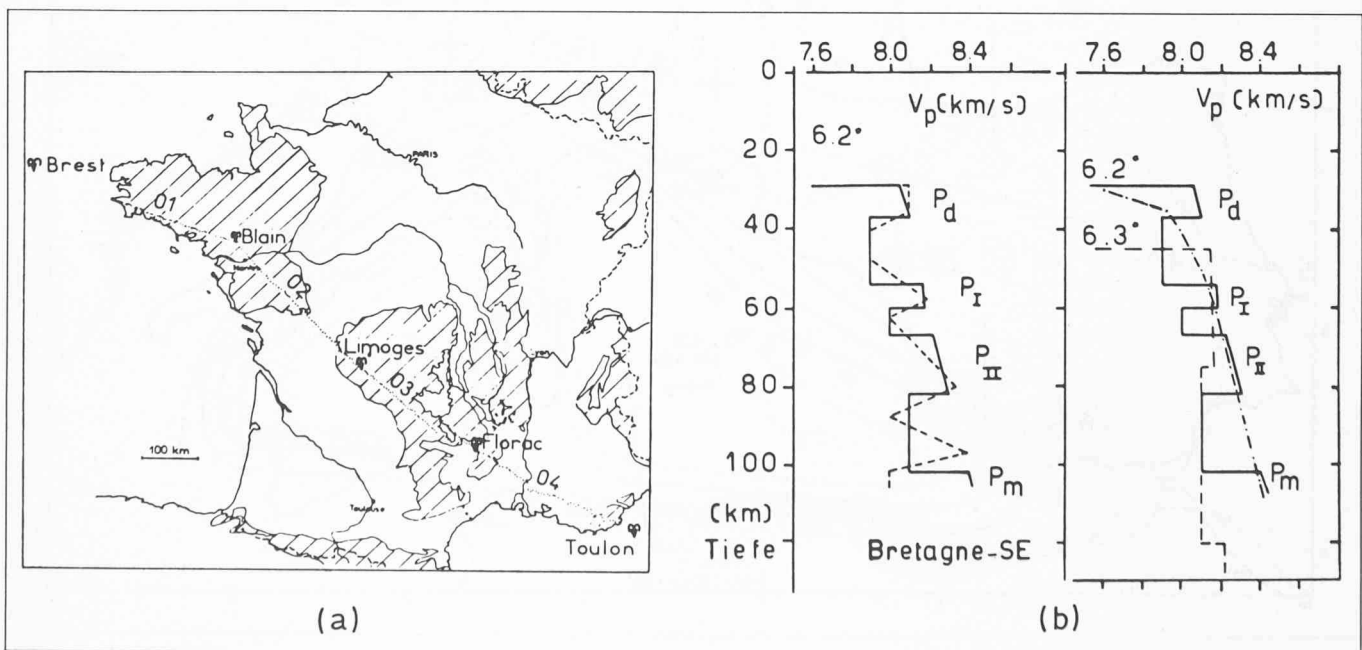 Brest
01
Blain
Nantes
02
PARIS
Limoges
03
Florac
04
100 km
Toulouse
Toulon
(a)
7.6 8.0 8.4
0
Vp (km/s)
6.2°
20
40
60
80
100
(km)
Tiefe
Pd
PI
PII
Pm
Bretagne-SE
7.6 8.0 8.4
Vp (km/s)
6.2°
6.3°
Pd
PI
PII
Pm
(b)